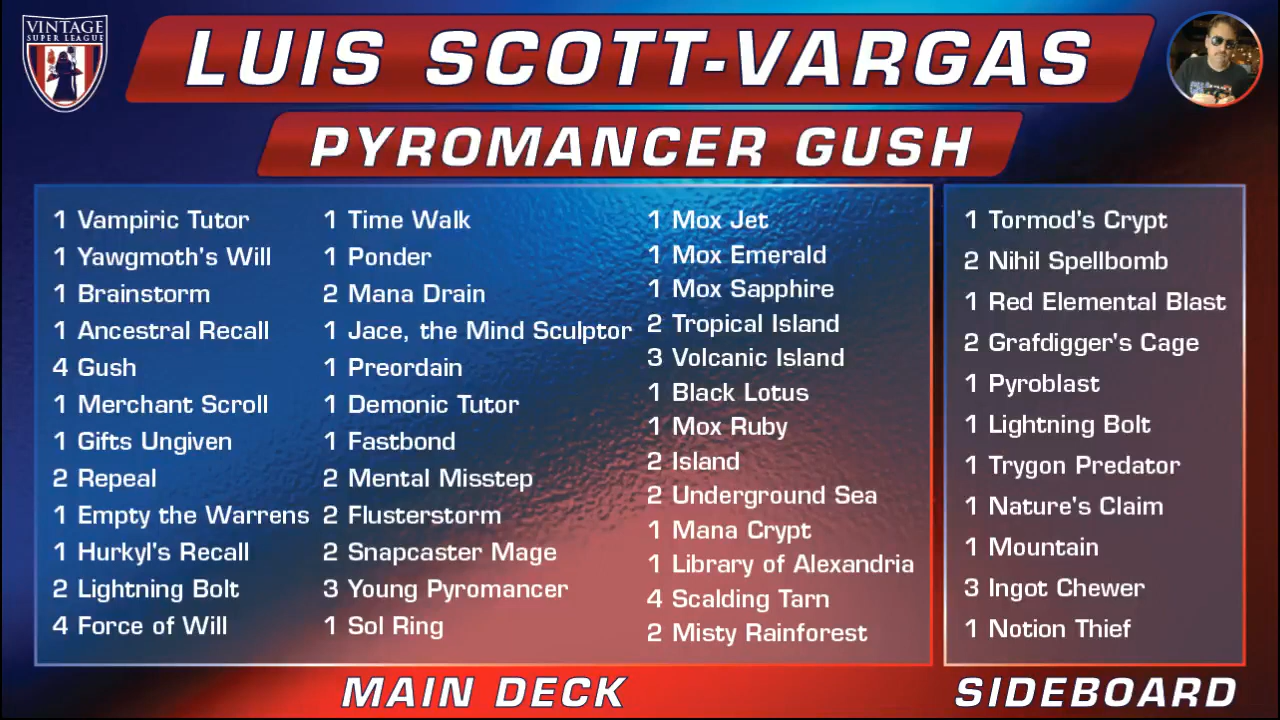 VINTAGE
SUPER LEAGUE
LUIS SCOTT-VARGAS
PYROMANCER GUSH
1 Vampiric Tutor
1 Yawgmoth's Will
1 Brainstorm
1 Ancestral Recall
4 Gush
1 Merchant Scroll
1 Gifts Ungiven
2 Repeal
1 Empty the Warrens
1 Hurkyl's Recall
2 Lightning Bolt
4 Force of Will
1 Time Walk
1 Ponder
2 Mana Drain
1 Jace, the Mind Sculptor
1 Preordain
1 Demonic Tutor
1 Fastbond
2 Mental Misstep
2 Flusterstorm
2 Snapcaster Mage
3 Young Pyromancer
1 Sol Ring
1 Mox Jet
1 Mox Emerald
1 Mox Sapphire
2 Tropical Island
3 Volcanic Island
1 Black Lotus
1 Mox Ruby
2 Island
2 Underground Sea
1 Mana Crypt
1 Library of Alexandria
4 Scalding Tarn
2 Misty Rainforest
MAIN DECK
1 Tormod's Crypt
2 Nihil Spellbomb
1 Red Elemental Blast
2 Grafdigger's Cage
1 Pyroblast
1 Lightning Bolt
1 Trygon Predator
1 Nature's Claim
1 Mountain
3 Ingot Chewer
1 Notion Thief
SIDEBOARD